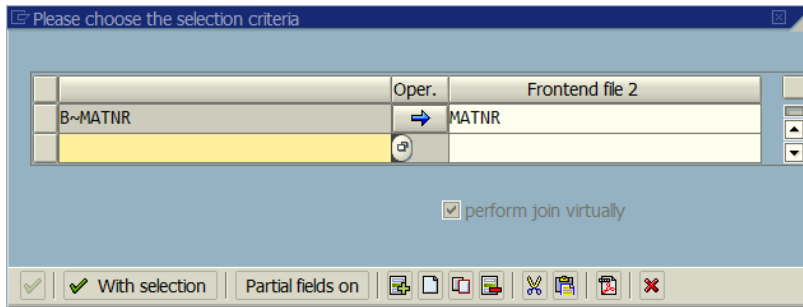 Please choose the selection criteria
Oper. Frontend file 2
B~MATNR MATNR
perform join virtually
With selection Partial fields on